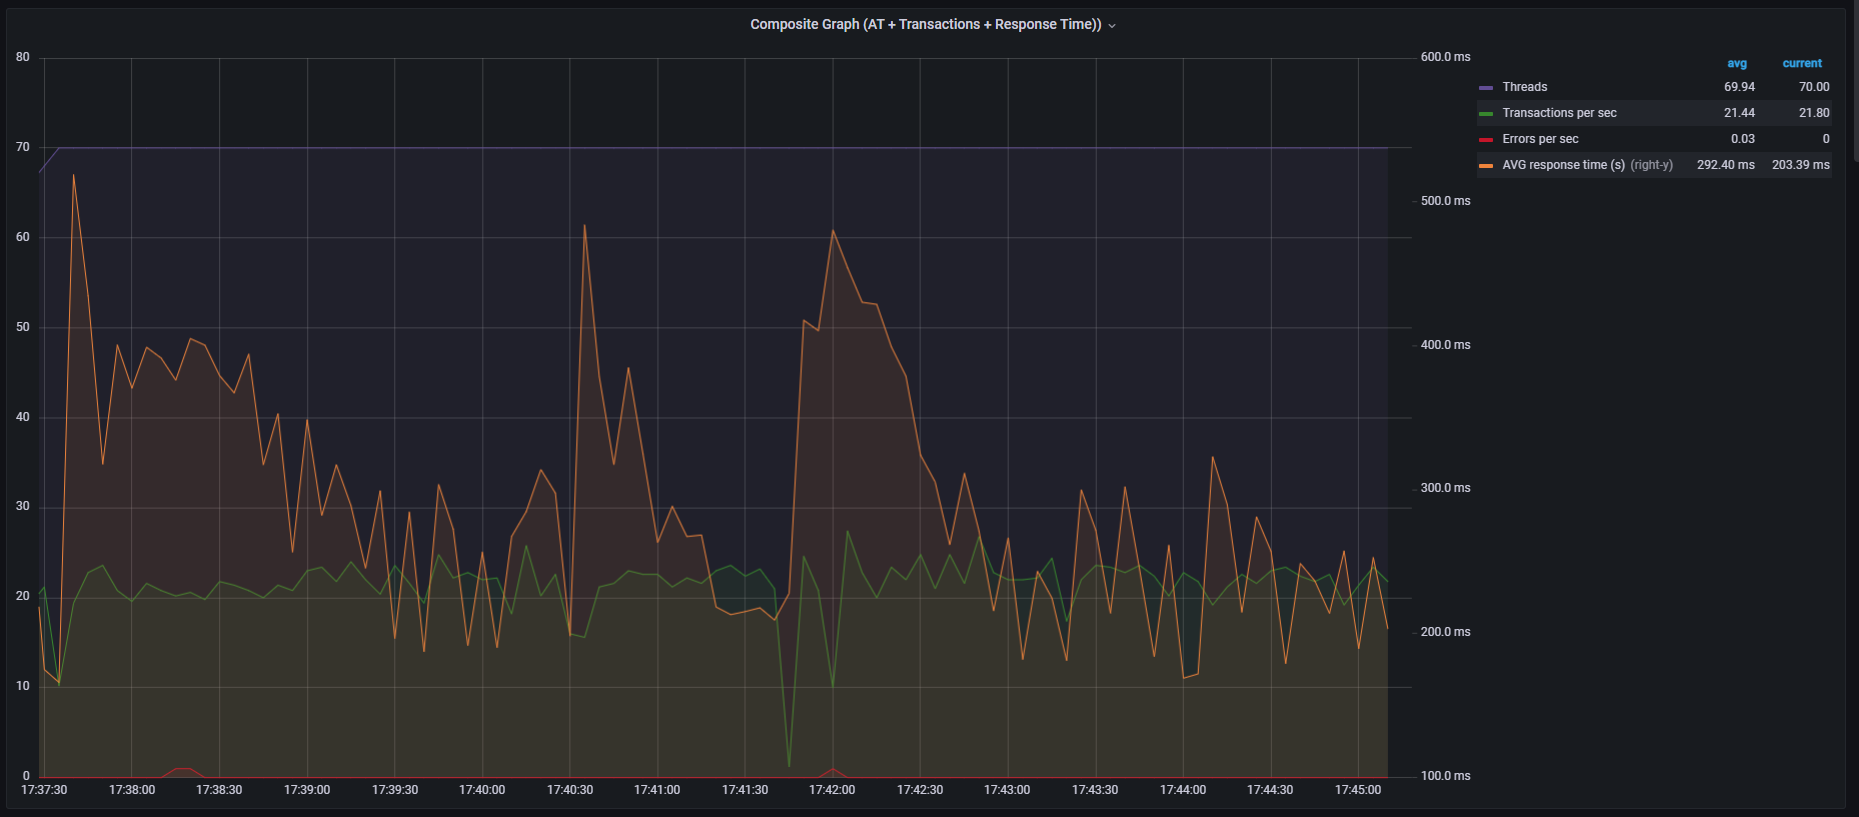 Composite Graph (AT + Transactions + Response Time))
80
70
60
50
40
30
20
10
0
600.0 ms
500.0 ms
400.0 ms
300.0 ms
200.0 ms
100.0 ms
17:37:30 17:38:00 17:38:30 17:39:00 17:39:30 17:40:00 17:40:30 17:41:00 17:41:30 17:42:00 17:42:30 17:43:00 17:43:30 17:44:00 17:44:30 17:45:00
avg current
Threads 69.94 70.00
Transactions per sec 21.44 21.80
Errors per sec 0.03 0
AVG response time (s) (right-y) 292.40 ms 203.39 ms